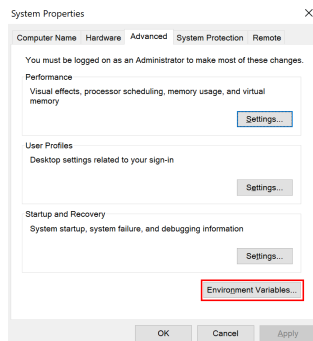 System Properties
Computer Name Hardware Advanced System Protection Remote
You must be logged on as an Administrator to make most of these changes.
Performance
Visual effects, processor scheduling, memory usage, and virtual
memory
Settings...
User Profiles
Desktop settings related to your sign-in
Settings...
Startup and Recovery
System startup, system failure, and debugging information
Settings...
Environment Variables...
OK Cancel Apply